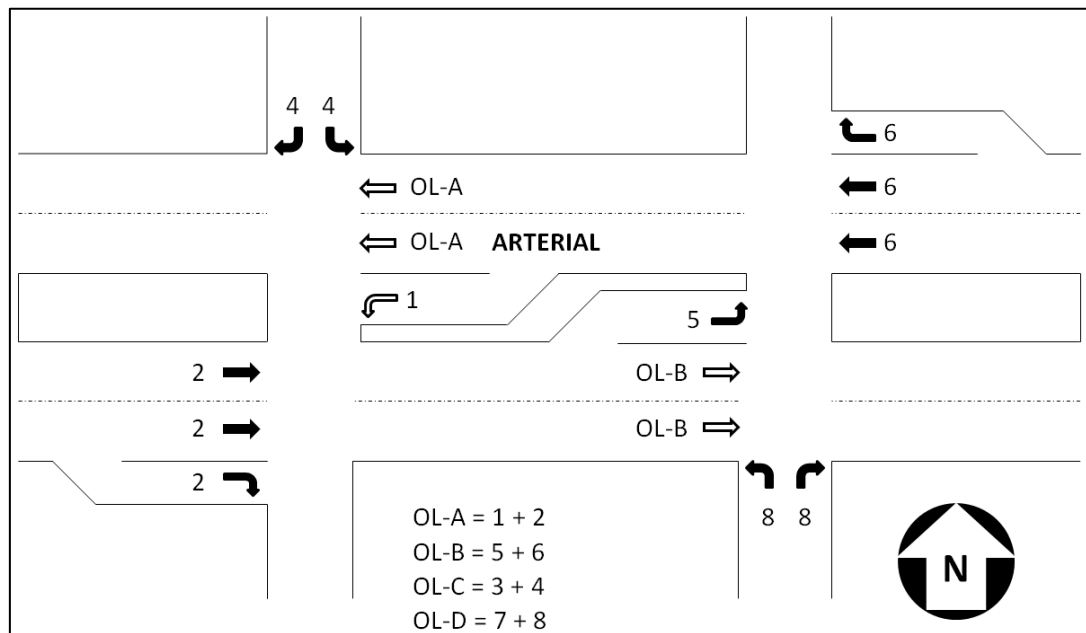 4 4
6
OL-A 6
OL-A ARTERIAL 6
1
5
2 OL-B
2 OL-B
2
8 8
OL-A = 1 + 2
OL-B = 5 + 6
OL-C = 3 + 4
OL-D = 7 + 8
N